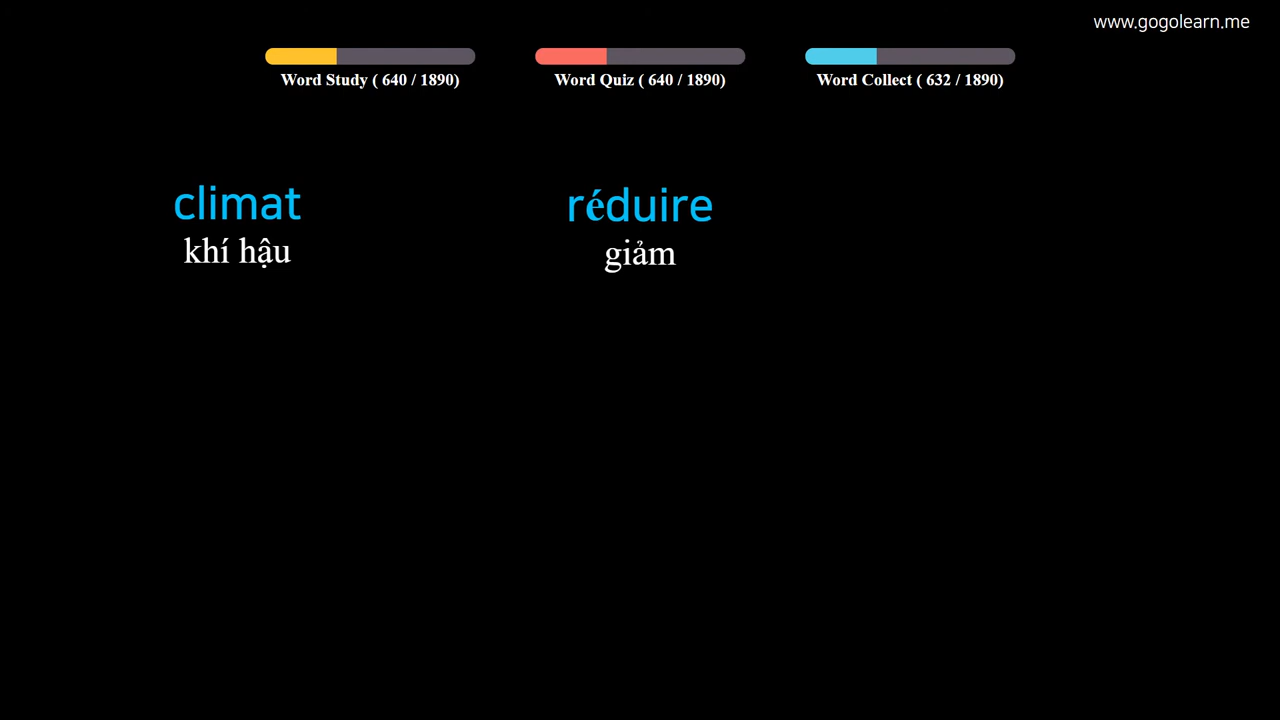 www.gogolearn.me
Word Study ( 640 / 1890)
Word Quiz ( 640 / 1890)
Word Collect ( 632 / 1890)
climat
khí hậu
réduire
giảm